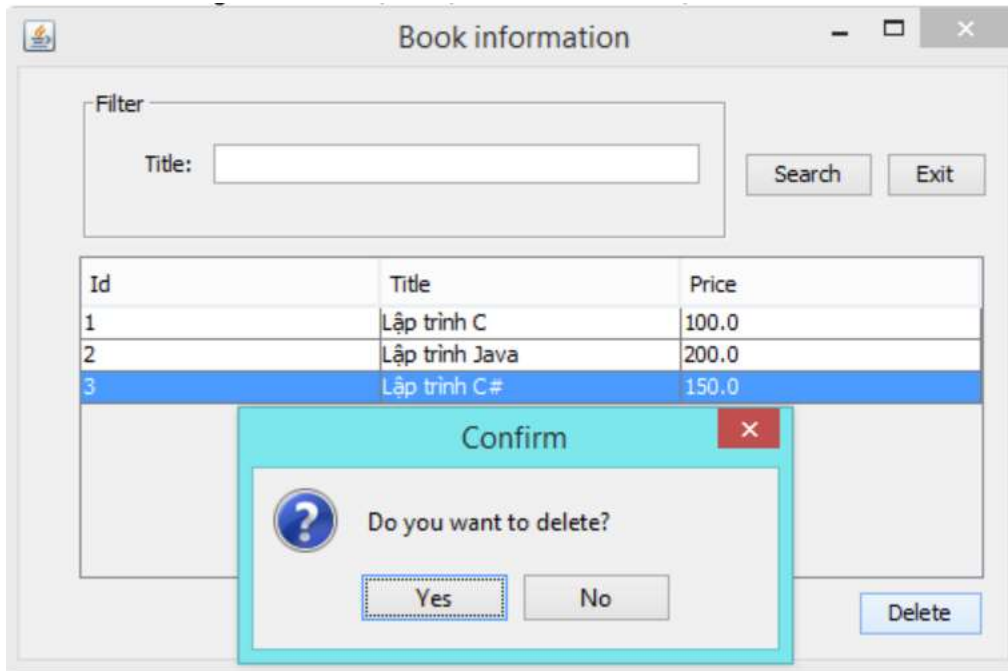 Book information
Filter
Title:
Search Exit
Id Title Price
1 Lập trình C 100.0
2 Lập trình Java 200.0
3 Lập trình C# 150.0
Confirm
Do you want to delete?
Yes No
Delete